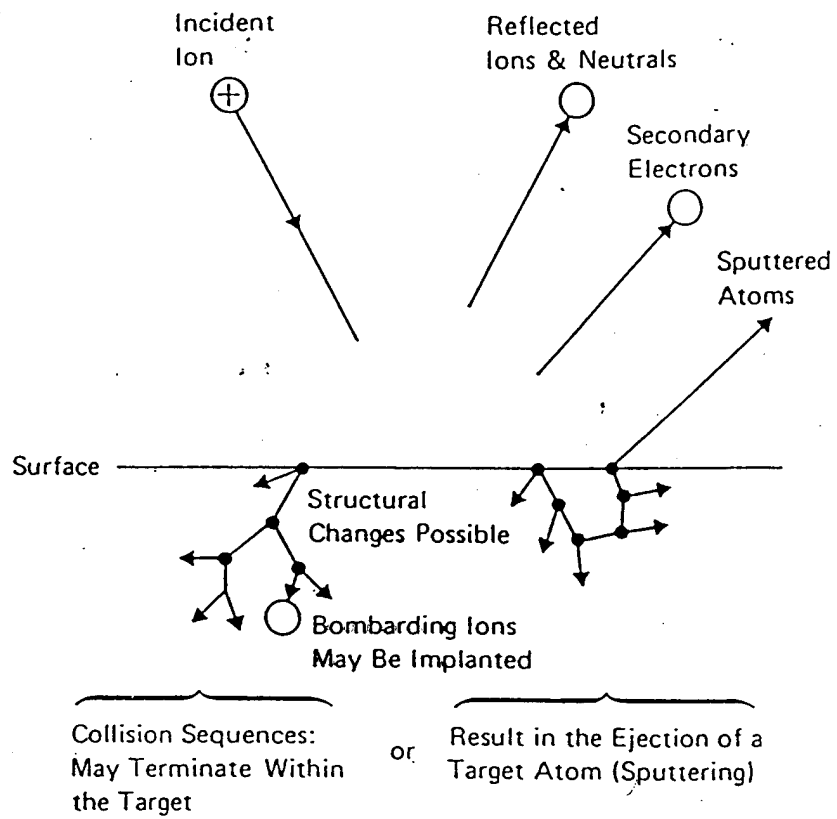 Incident
Ion
Reflected
Ions & Neutrals
Secondary
Electrons
Sputtered
Atoms
+
Surface
Structural
Changes Possible
Bombarding Ions
May Be Implanted
Collision Sequences:
May Terminate Within
the Target
or
Result in the Ejection of a
Target Atom (Sputtering)